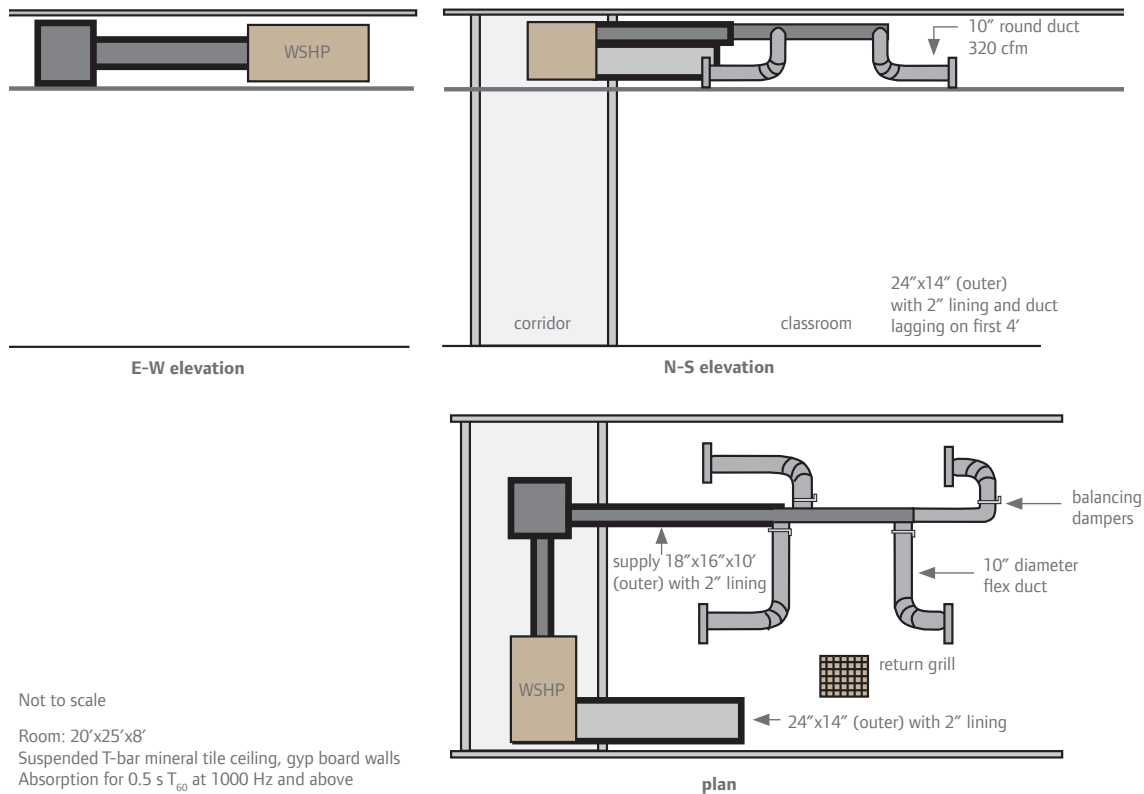 WSHP
10″ round duct
320 cfm
24″x14″ (outer)
with 2″ lining and duct
lagging on first 4′
corridor
classroom
E-W elevation
N-S elevation
balancing
dampers
supply 18″x16″x10′
(outer) with 2″ lining
10″ diameter
flex duct
return grill
WSHP
24″x14″ (outer) with 2″ lining
Not to scale
Room: 20′x25′x8′
Suspended T-bar mineral tile ceiling, gyp board walls
Absorption for 0.5 s T₆₀ at 1000 Hz and above
plan